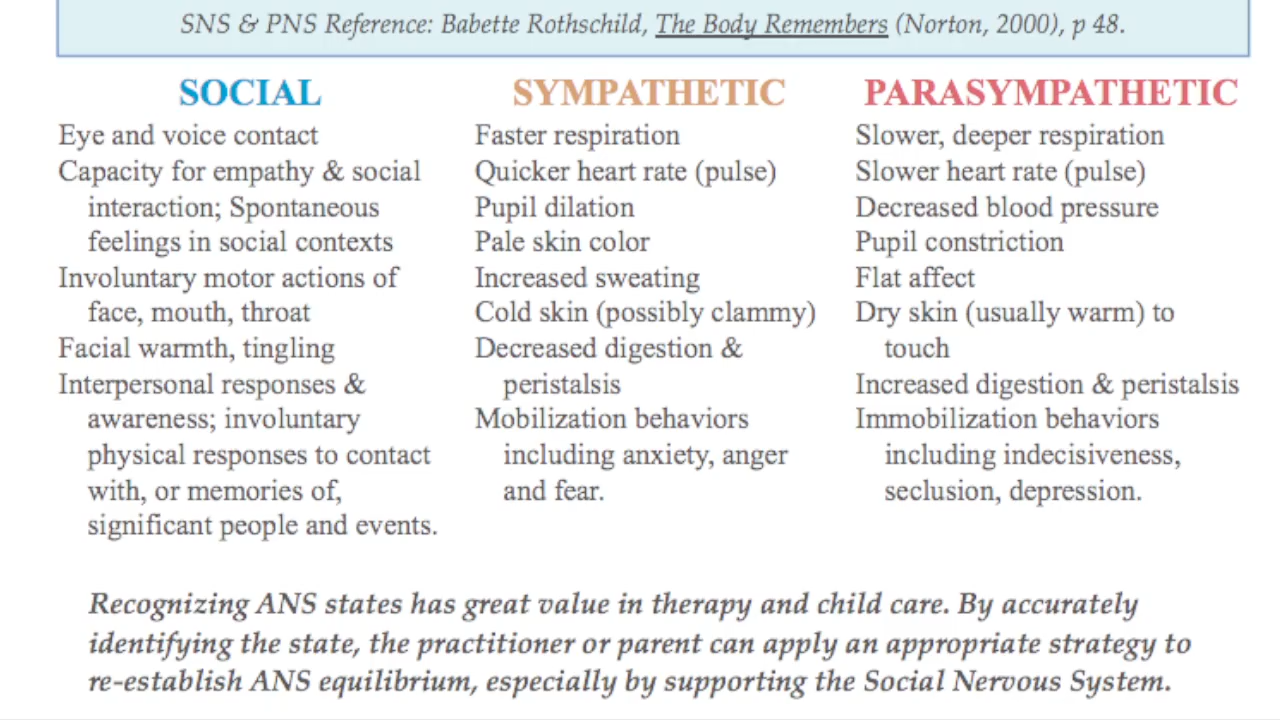 SNS & PNS Reference: Babette Rothschild, The Body Remembers (Norton, 2000), p 48.
SOCIAL
Eye and voice contact
Capacity for empathy & social
interaction; Spontaneous
feelings in social contexts
Involuntary motor actions of
face, mouth, throat
Facial warmth, tingling
Interpersonal responses &
awareness; involuntary
physical responses to contact
with, or memories of,
significant people and events.
SYMPATHETIC
Faster respiration
Quicker heart rate (pulse)
Pupil dilation
Pale skin color
Increased sweating
Cold skin (possibly clammy)
Decreased digestion &
peristalsis
Mobilization behaviors
including anxiety, anger
and fear.
PARASYMPATHETIC
Slower, deeper respiration
Slower heart rate (pulse)
Decreased blood pressure
Pupil constriction
Flat affect
Dry skin (usually warm) to
touch
Increased digestion & peristalsis
Immobilization behaviors
including indecisiveness,
seclusion, depression.
Recognizing ANS states has great value in therapy and child care. By accurately
identifying the state, the practitioner or parent can apply an appropriate strategy to
re-establish ANS equilibrium, especially by supporting the Social Nervous System.